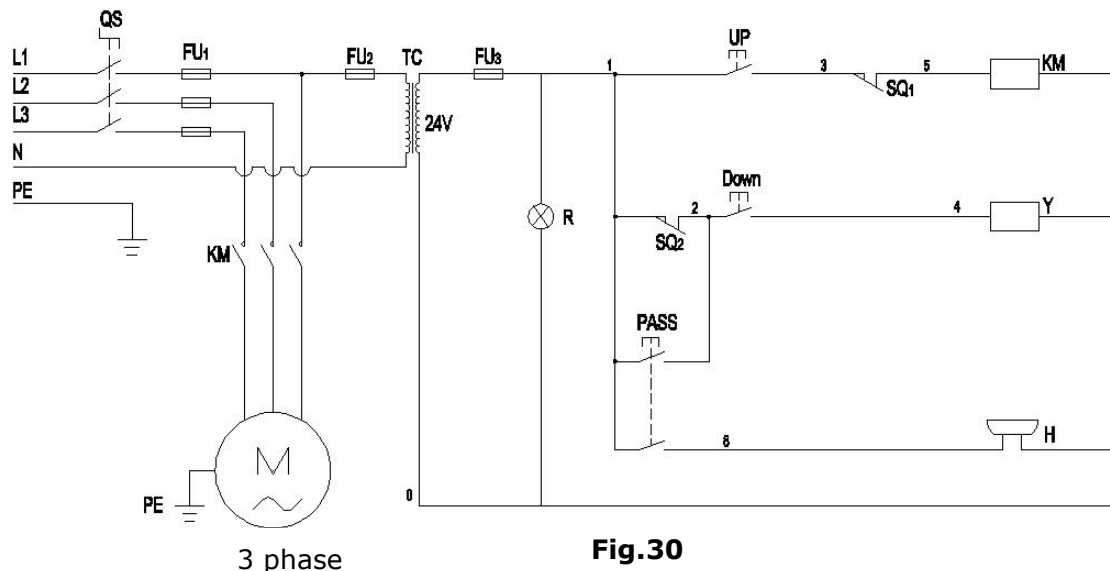 QS
L1
FU1
FU2
TC
FU3
1
UP
3
SQ1
5
KM
L2
L3
24V
N
PE
R
SQ2
2
Down
4
Y
KM
PASS
M
6
H
PE
0
3 phase
Fig.30